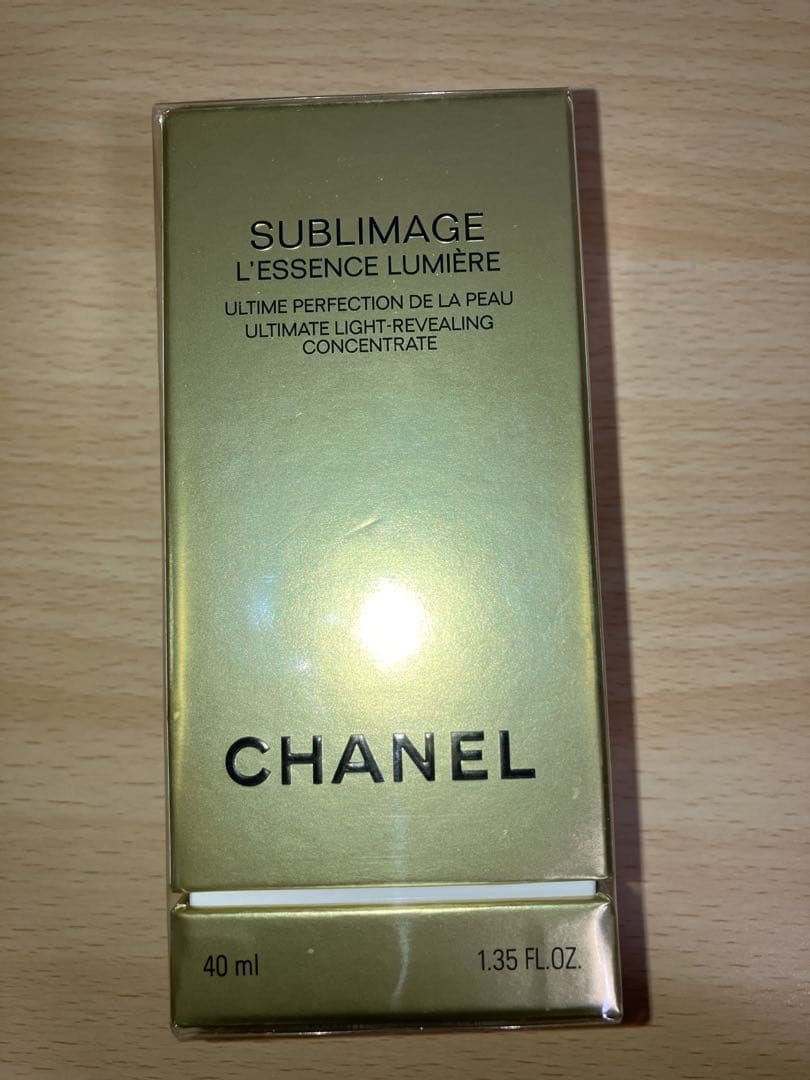 SUBLIMAGE
L'ESSENCE LUMIÈRE
ULTIME PERFECTION DE LA PEAU
ULTIMATE LIGHT-REVEALING
CONCENTRATE
CHANEL
40 ml 1.35 FL.OZ.